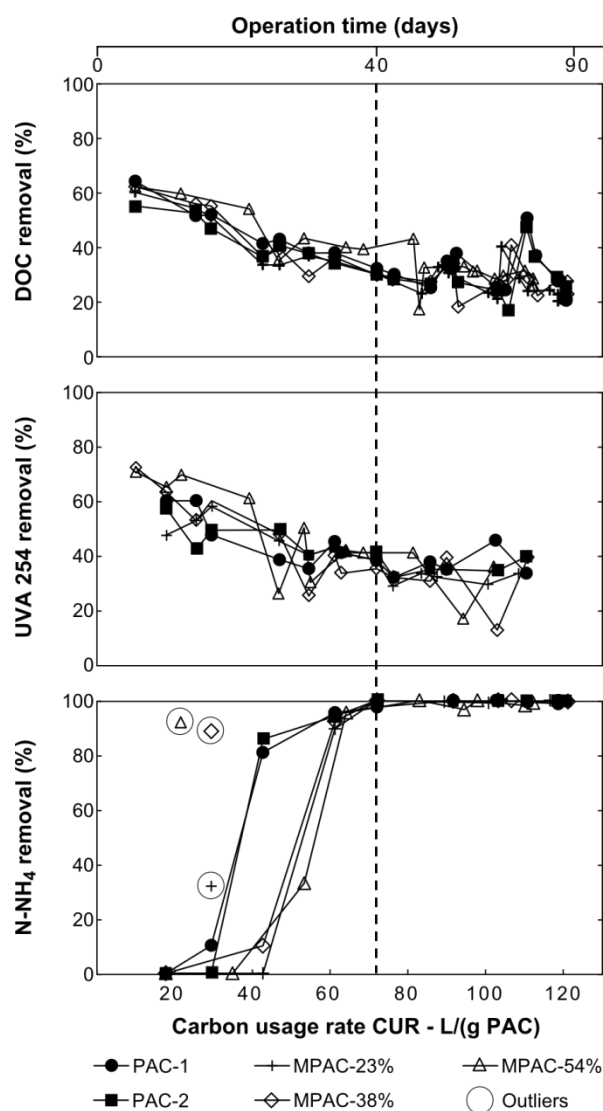 Operation time (days)
0 40 90
DOC removal (%)
100
80
60
40
20
0
UVA 254 removal (%)
100
80
60
40
20
0
N-NH4 removal (%)
100
80
60
40
20
0
20 40 60 80 100 120
Carbon usage rate CUR - L/(g PAC)
PAC-1 MPAC-23% MPAC-54%
PAC-2 MPAC-38% Outliers